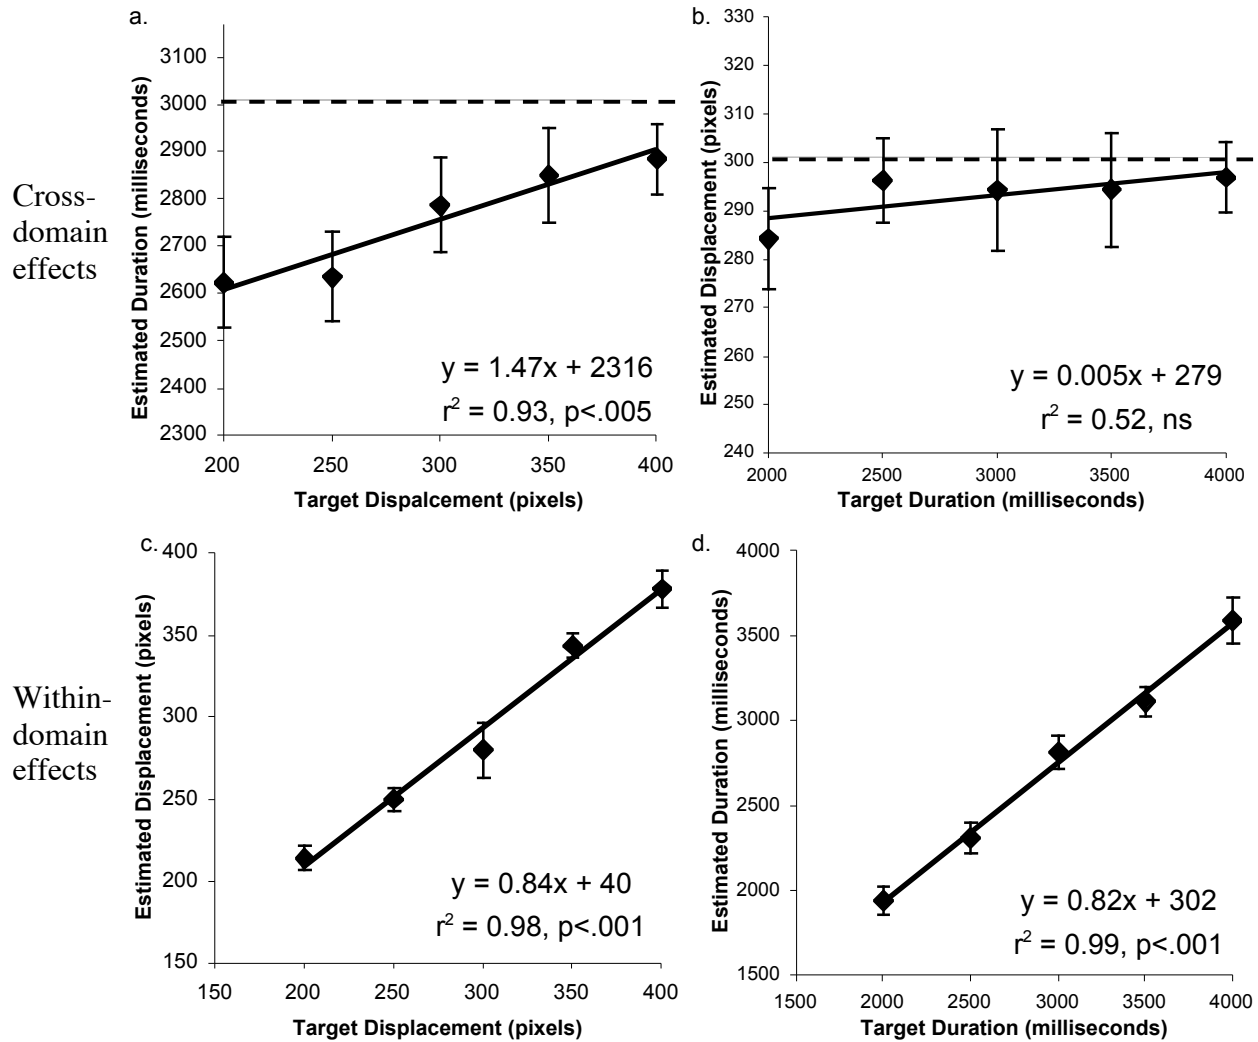 a.
Estimated Duration (milliseconds)
3100
3000
2900
2800
2700
2600
2500
2400
2300
200 250 300 350 400
Target Dispalcement (pixels)
y = 1.47x + 2316
r² = 0.93, p<.005
b.
Estimated Displacement (pixels)
330
320
310
300
290
280
270
260
250
240
2000 2500 3000 3500 4000
Target Duration (milliseconds)
y = 0.005x + 279
r² = 0.52, ns
Cross-
domain
effects
c.
Estimated Displacement (pixels)
400
350
300
250
200
150
150 200 250 300 350 400
Target Displacement (pixels)
y = 0.84x + 40
r² = 0.98, p<.001
d.
Estimated Duration (milliseconds)
4000
3500
3000
2500
2000
1500
1500 2000 2500 3000 3500 4000
Target Duration (milliseconds)
y = 0.82x + 302
r² = 0.99, p<.001
Within-
domain
effects